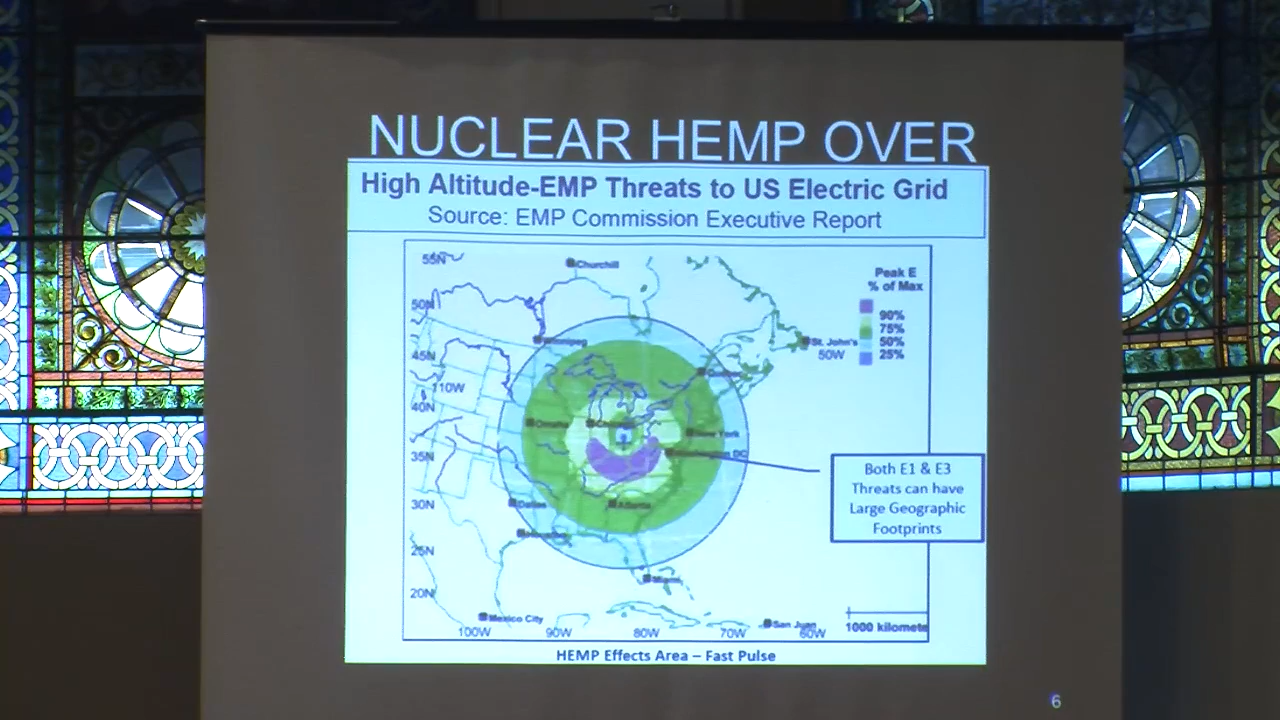 NUCLEAR HEMP OVER
High Altitude-EMP Threats to US Electric Grid
Source: EMP Commission Executive Report
55N
Churchill
Peak E
% of Max
50N
90%
75%
50%
25%
Winnipeg
St. John's
50W
45N
110W
40N
Omaha
New York
35N
DC
Both E1 & E3
Threats can have
Large Geographic
Footprints
30N
Dallas
Atlanta
25N
Miami
20N
Mexico City
San Juan
100W
90W
80W
70W
60W
1000 kilomete
HEMP Effects Area – Fast Pulse
6